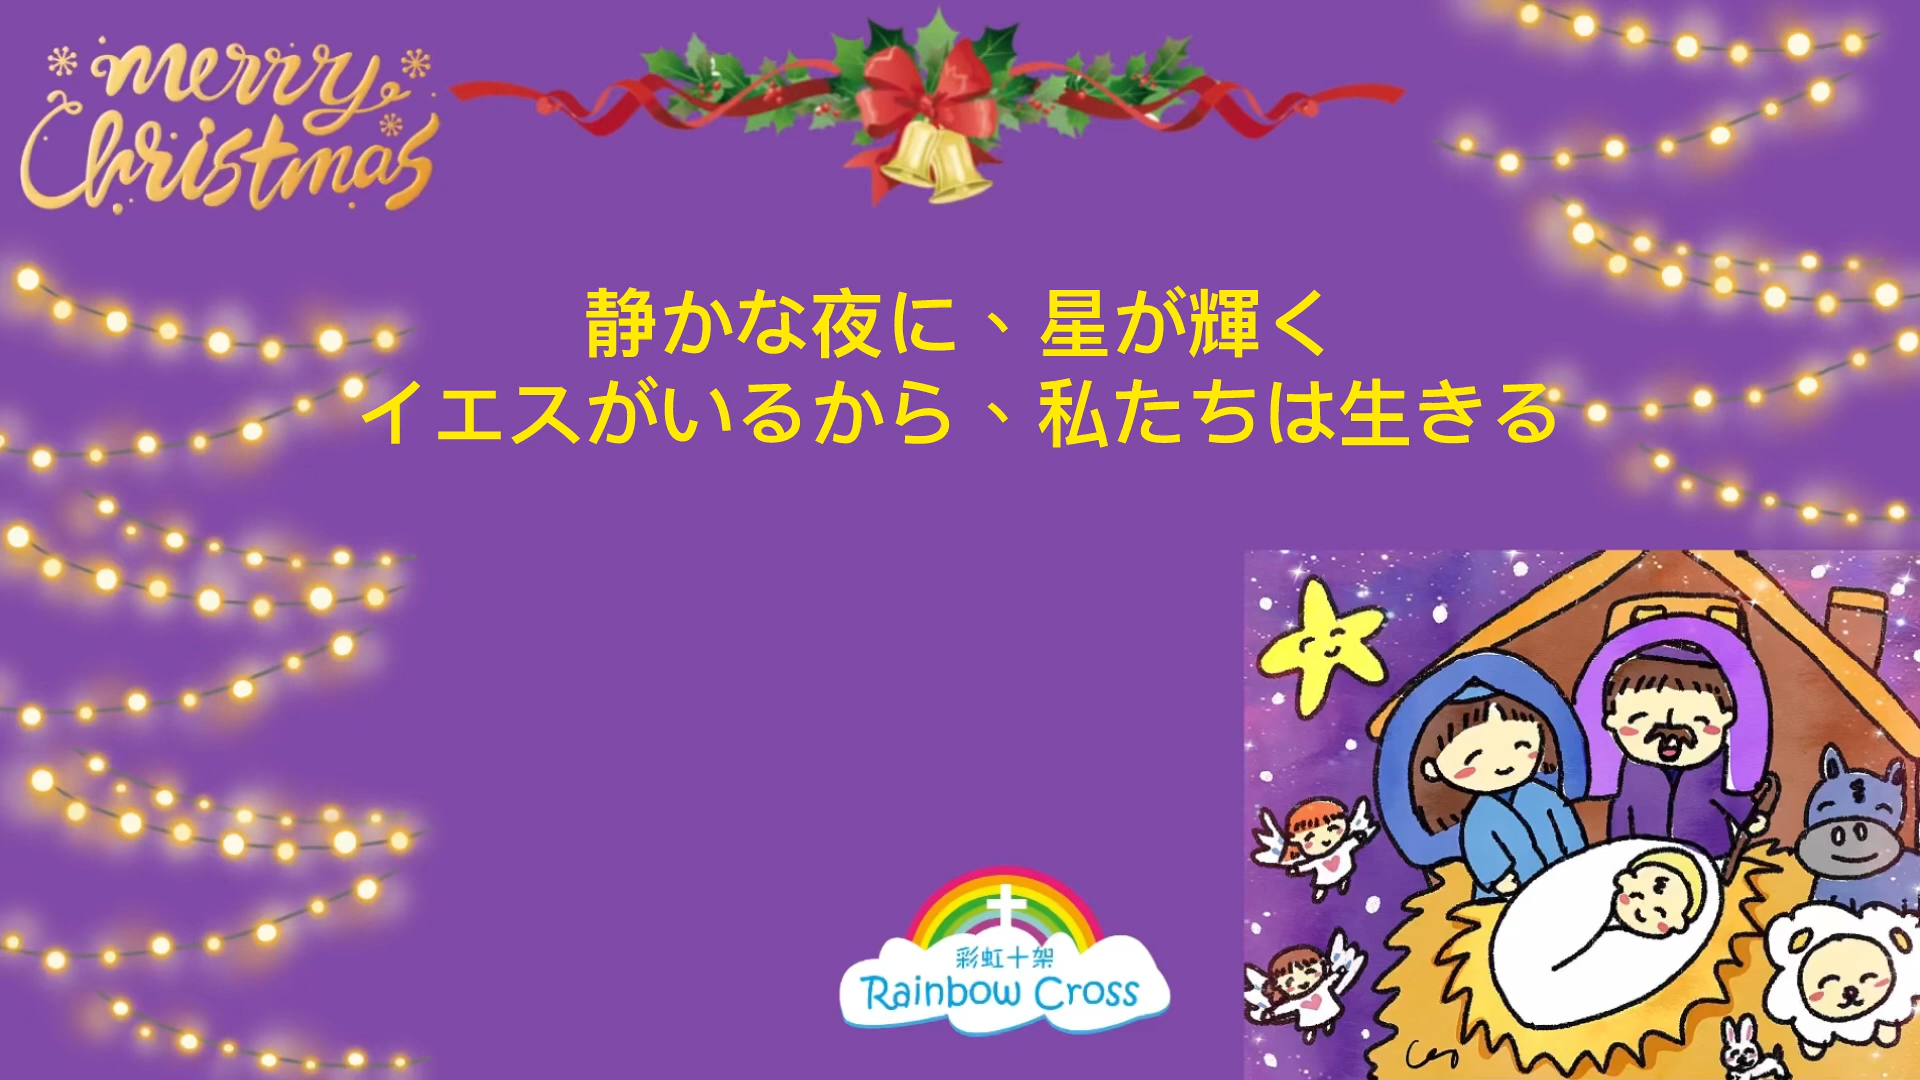 merry
Christmas
静かな夜に、星が輝く
イエスがいるから、私たちは生きる
彩虹十架
Rainbow Cross